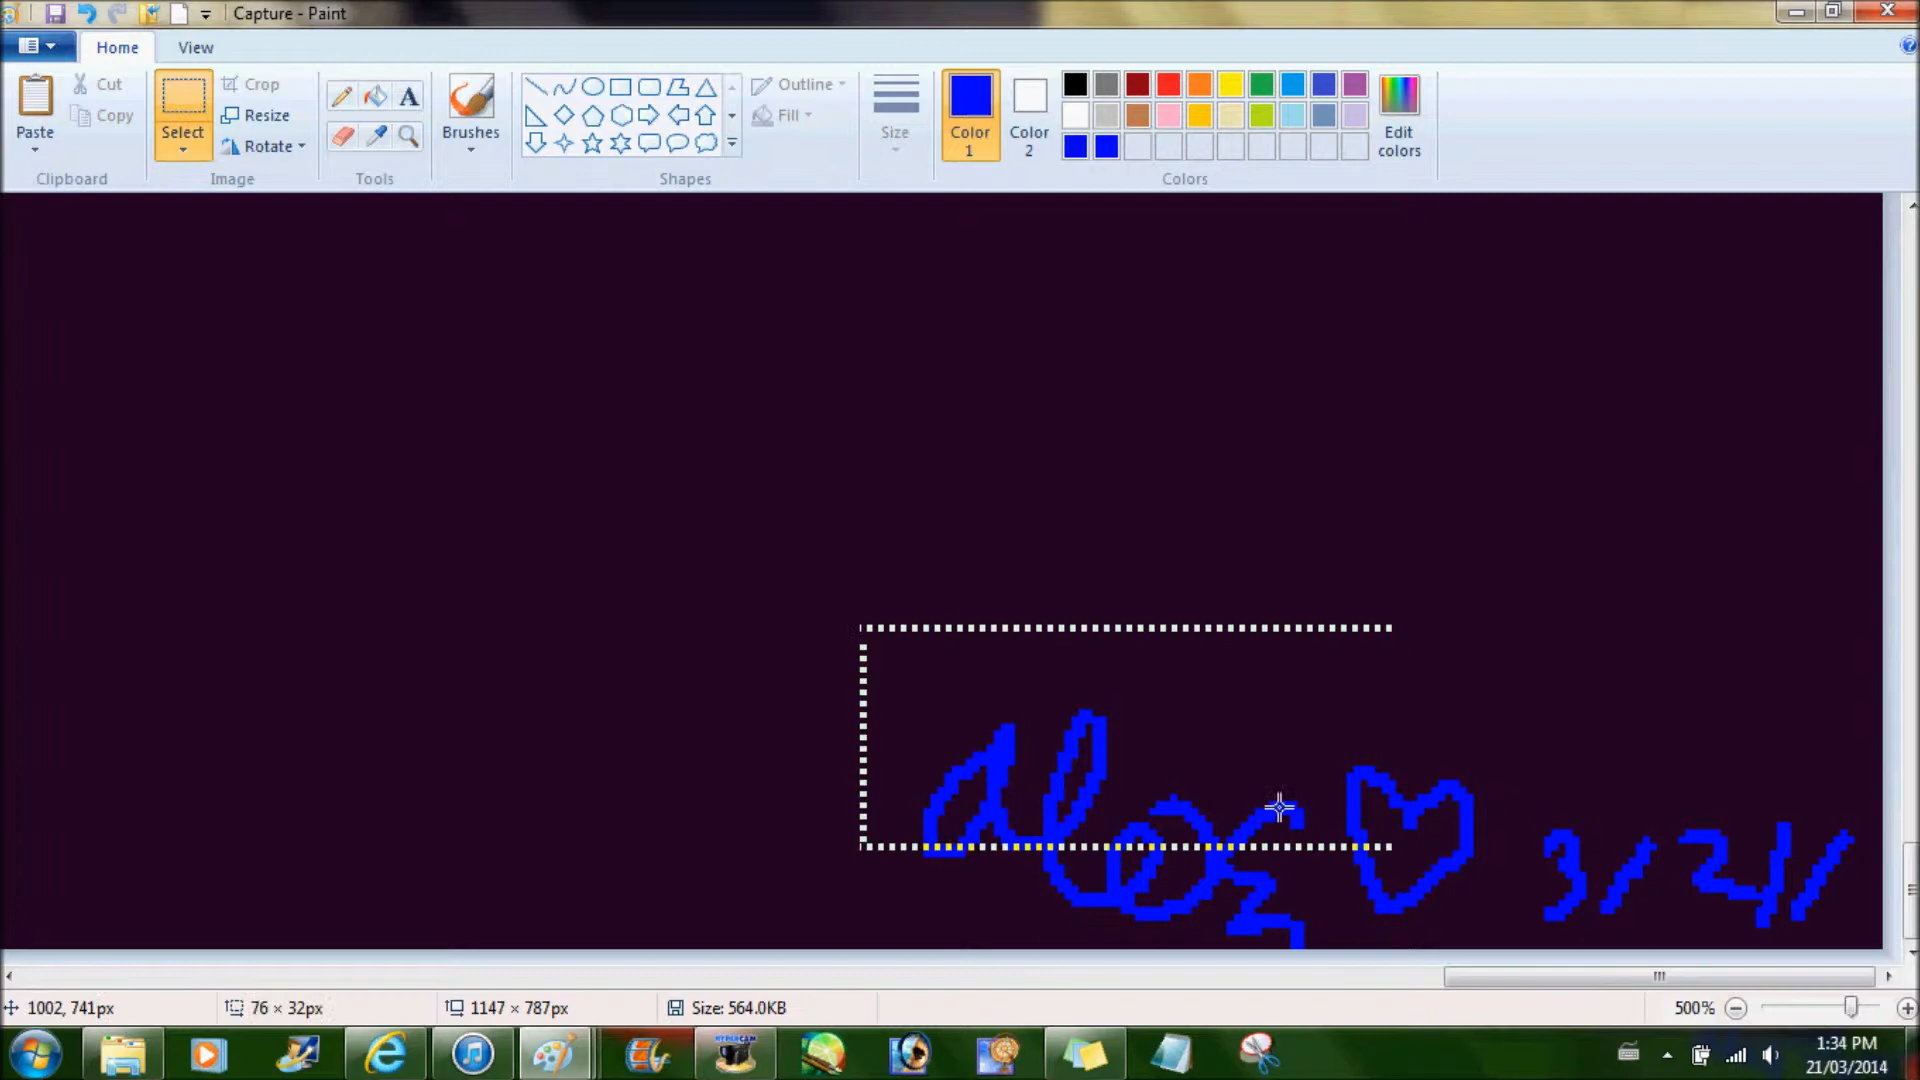 Capture - Paint
Home View
Paste Cut Copy Select Crop Resize Rotate Brushes Outline Fill Size Color 1 Color 2 Edit colors
Clipboard Image Tools Shapes Colors
Alex 3/21/
1002, 741px 76 × 32px 1147 × 787px Size: 564.0KB 500%
HYPERCAM
1:34 PM
21/03/2014